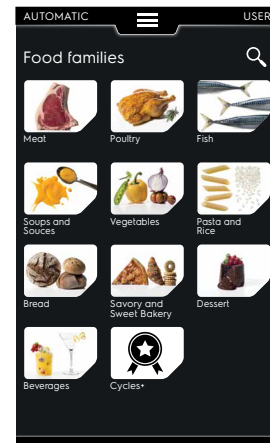 AUTOMATIC USER
Food families
Meat Poultry Fish
Soups and Souces Vegetables Pasta and Rice
Bread Savory and Sweet Bakery Dessert
Beverages Cycles+